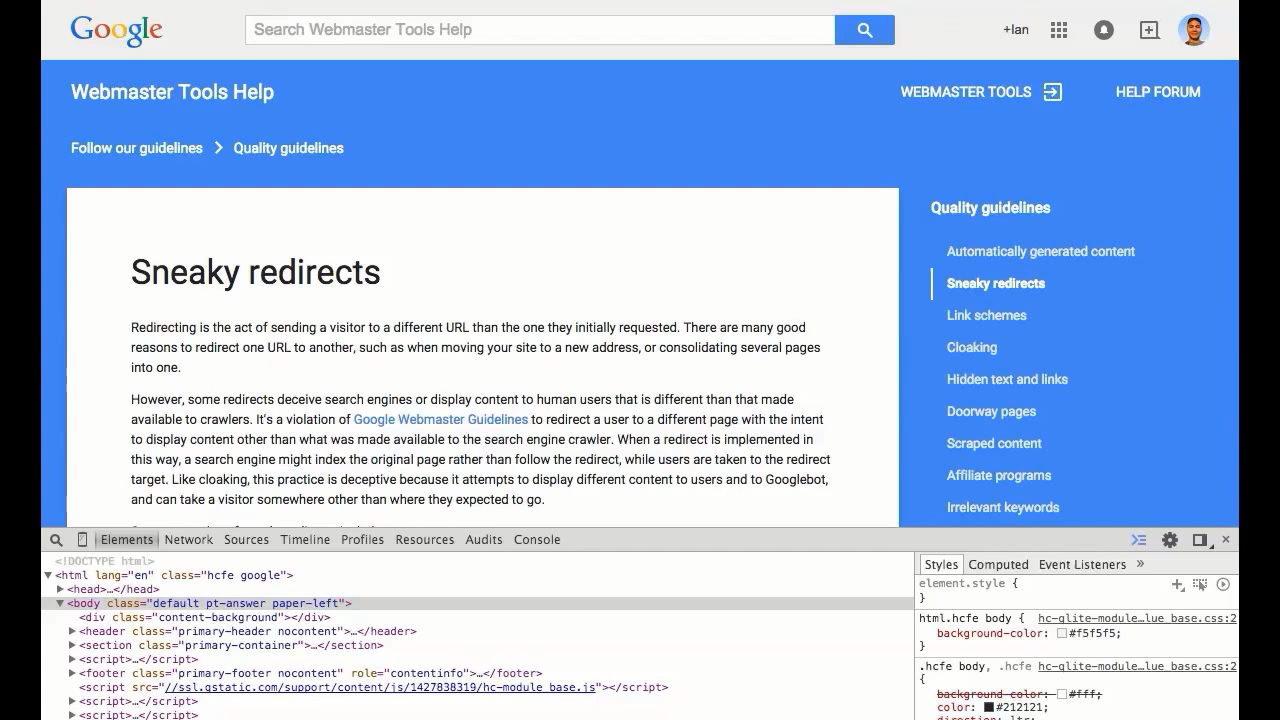 Google
Search Webmaster Tools Help
+Ian
Webmaster Tools Help
WEBMASTER TOOLS
HELP FORUM
Follow our guidelines
Quality guidelines
Sneaky redirects
Redirecting is the act of sending a visitor to a different URL than the one they initially requested. There are many good
reasons to redirect one URL to another, such as when moving your site to a new address, or consolidating several pages
into one.
However, some redirects deceive search engines or display content to human users that is different than that made
available to crawlers. It's a violation of Google Webmaster Guidelines to redirect a user to a different page with the intent
to display content other than what was made available to the search engine crawler. When a redirect is implemented in
this way, a search engine might index the original page rather than follow the redirect, while users are taken to the redirect
target. Like cloaking, this practice is deceptive because it attempts to display different content to users and to Googlebot,
and can take a visitor somewhere other than where they expected to go.
Quality guidelines
Automatically generated content
Sneaky redirects
Link schemes
Cloaking
Hidden text and links
Doorway pages
Scraped content
Affiliate programs
Irrelevant keywords
Elements Network Sources Timeline Profiles Resources Audits Console
<!DOCTYPE html>
<html lang="en" class="hcfe google">
<head>…</head>
<body class="default pt-answer paper-left">
<div class="content-background"></div>
<header class="primary-header nocontent">…</header>
<section class="primary-container">…</section>
<script>…</script>
<footer class="primary-footer nocontent" role="contentinfo">…</footer>
<script src="//ssl.gstatic.com/support/content/js/1427838319/hc-module_base.js"></script>
<script>…</script>
<script>…</script>
Styles Computed Event Listeners »
element.style {
}
html.hcfe body { hc-glite-module…lue_base.css:2
background-color: #f5f5f5;
}
.hcfe body, .hcfe hc-glite-module…lue_base.css:2
{
background-color: #fff;
color: #212121;
direction: ltr;